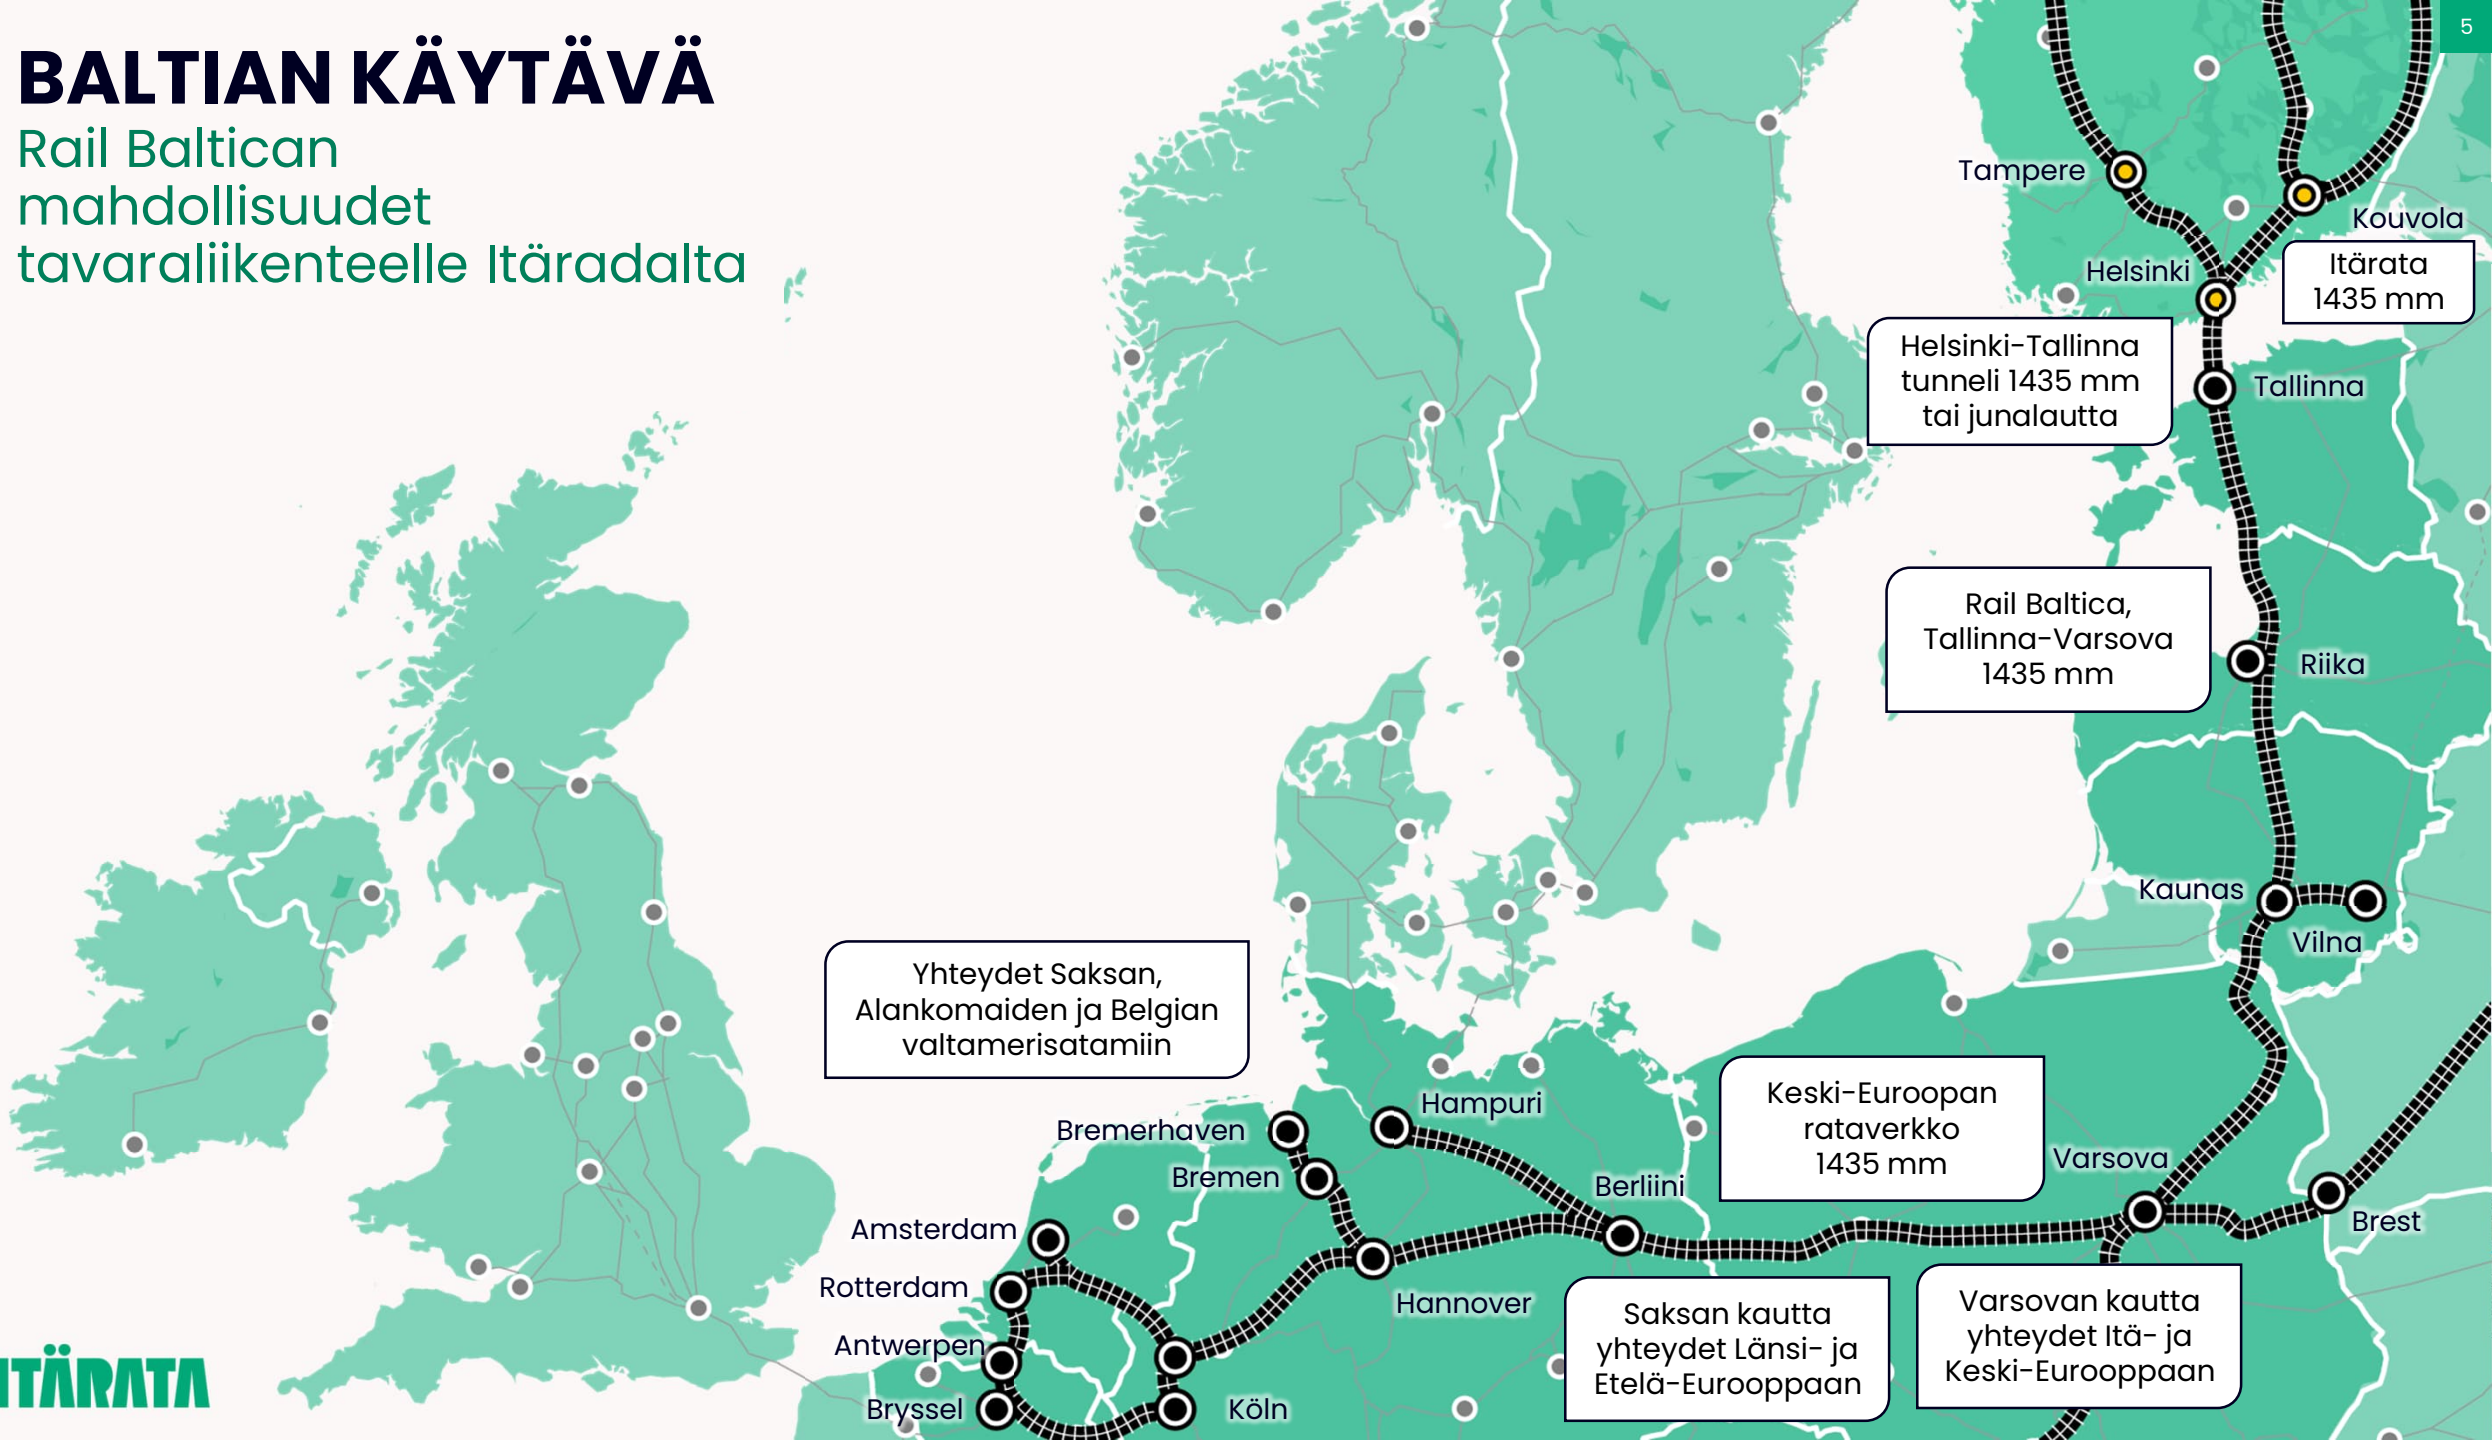 5
BALTIAN KÄYTÄVÄ
Rail Baltican
mahdollisuudet
tavaraliikenteelle Itäradalta
Tampere
Kouvola
Helsinki
Itärata
1435 mm
Helsinki-Tallinna
tunneli 1435 mm
tai junalautta
Tallinna
Rail Baltica,
Tallinna-Varsova
1435 mm
Riika
Kaunas
Vilna
Yhteydet Saksan,
Alankomaiden ja Belgian
valtamerisatamiin
Keski-Euroopan
rataverkko
1435 mm
Hampuri
Bremerhaven
Bremen
Berliini
Varsova
Brest
Amsterdam
Rotterdam
Hannover
Antwerpen
Bryssel
Köln
Saksan kautta
yhteydet Länsi- ja
Etelä-Eurooppaan
Varsovan kautta
yhteydet Itä- ja
Keski-Eurooppaan
ITÄRATA